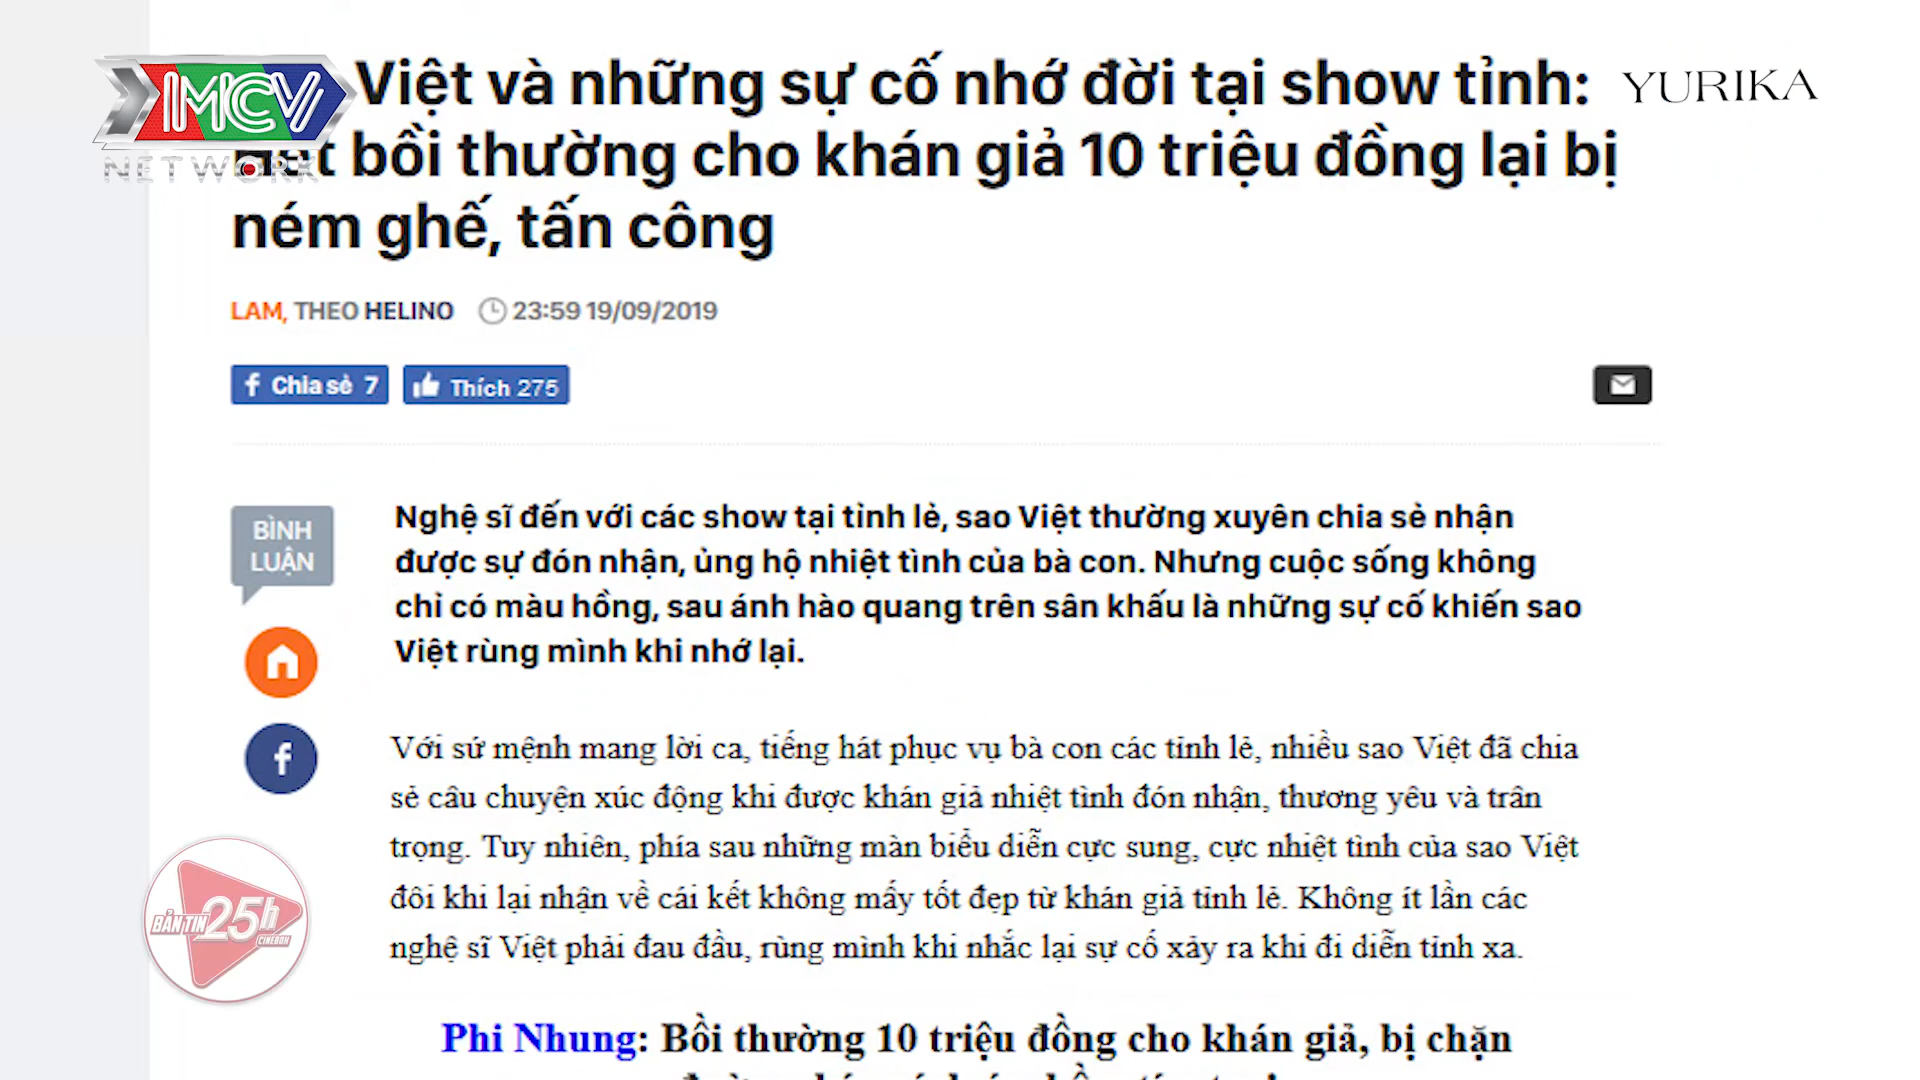 Việt và những sự cố nhớ đời tại show tỉnh:
YURIKA
MCV
NETWORK
bồi thường cho khán giả 10 triệu đồng lại bị
ném ghế, tấn công
LAM, THEO HELINO 23:59 19/09/2019
Chia sẻ 7 Thích 275
BÌNH
LUẬN
Nghệ sĩ đến với các show tại tỉnh lẻ, sao Việt thường xuyên chia sẻ nhận
được sự đón nhận, ủng hộ nhiệt tình của bà con. Nhưng cuộc sống không
chỉ có màu hồng, sau ánh hào quang trên sân khấu là những sự cố khiến sao
Việt rùng mình khi nhớ lại.
Với sứ mệnh mang lời ca, tiếng hát phục vụ bà con các tỉnh lẻ, nhiều sao Việt đã chia
sẻ câu chuyện xúc động khi được khán giả nhiệt tình đón nhận, thương yêu và trân
trọng. Tuy nhiên, phía sau những màn biểu diễn cực sung, cực nhiệt tình của sao Việt
đôi khi lại nhận về cái kết không mấy tốt đẹp từ khán giả tỉnh lẻ. Không ít lần các
nghệ sĩ Việt phải đau đầu, rùng mình khi nhắc lại sự cố xảy ra khi đi diễn tỉnh xa.
BẢN TIN 25h
CINEBOX
Phi Nhung: Bồi thường 10 triệu đồng cho khán giả, bị chặn